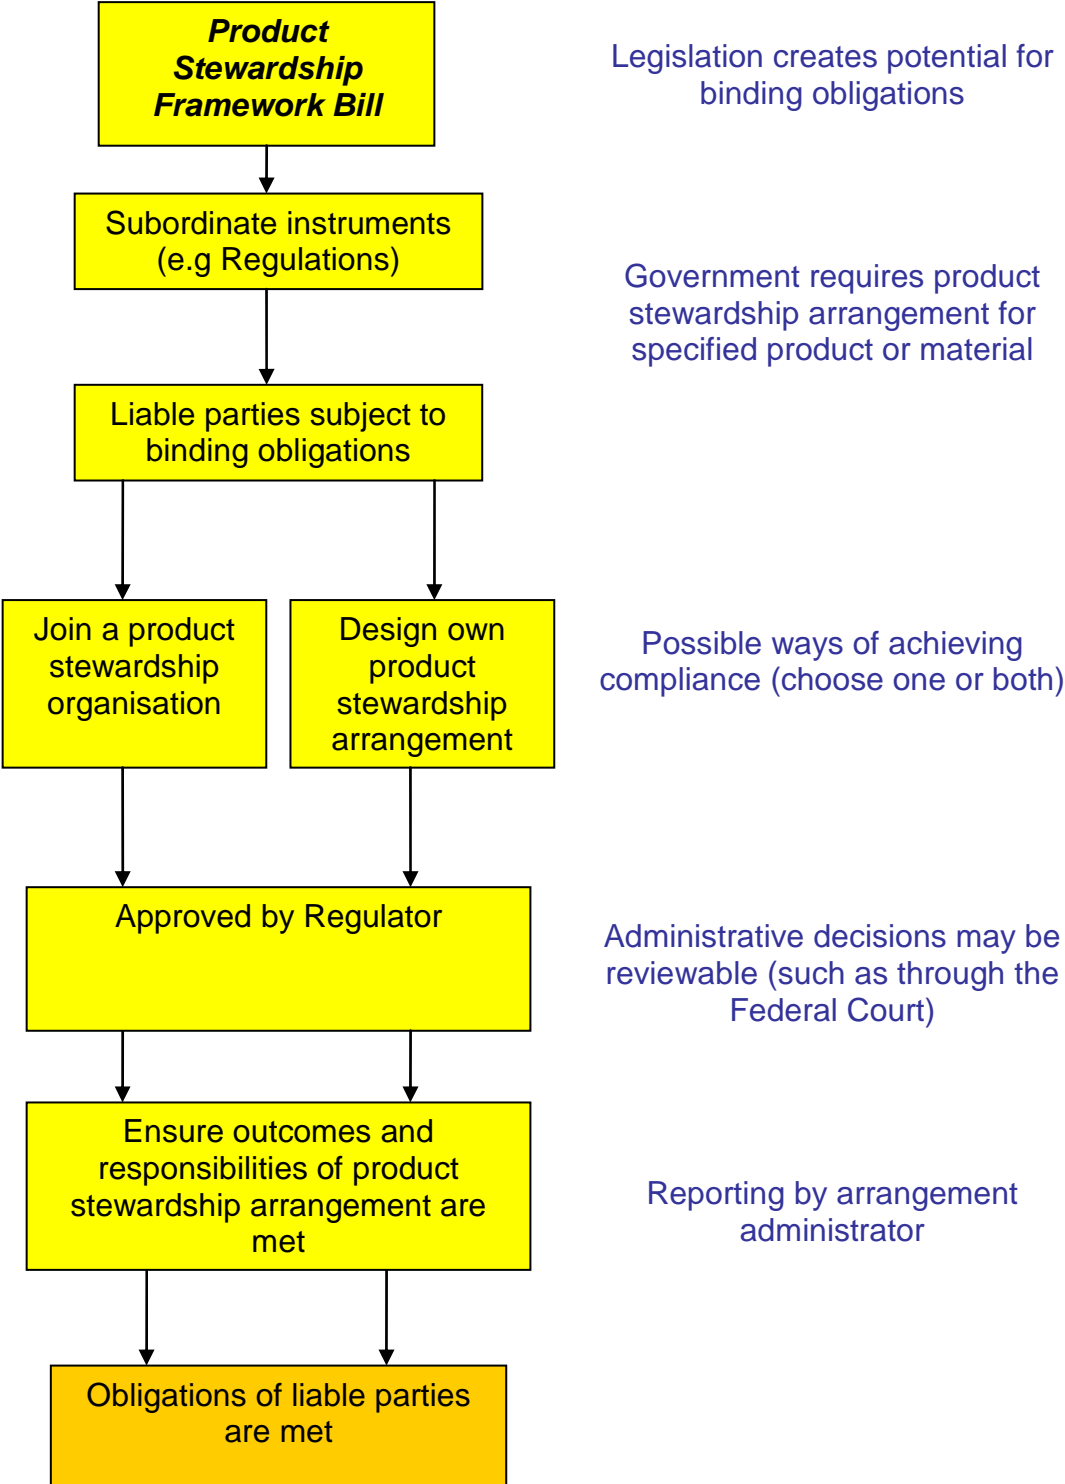 Product
Stewardship
Framework Bill
Legislation creates potential for
binding obligations
Subordinate instruments
(e.g Regulations)
Government requires product
stewardship arrangement for
specified product or material
Liable parties subject to
binding obligations
Join a product
stewardship
organisation
Design own
product
stewardship
arrangement
Possible ways of achieving
compliance (choose one or both)
Approved by Regulator
Administrative decisions may be
reviewable (such as through the
Federal Court)
Ensure outcomes and
responsibilities of product
stewardship arrangement are
met
Reporting by arrangement
administrator
Obligations of liable parties
are met